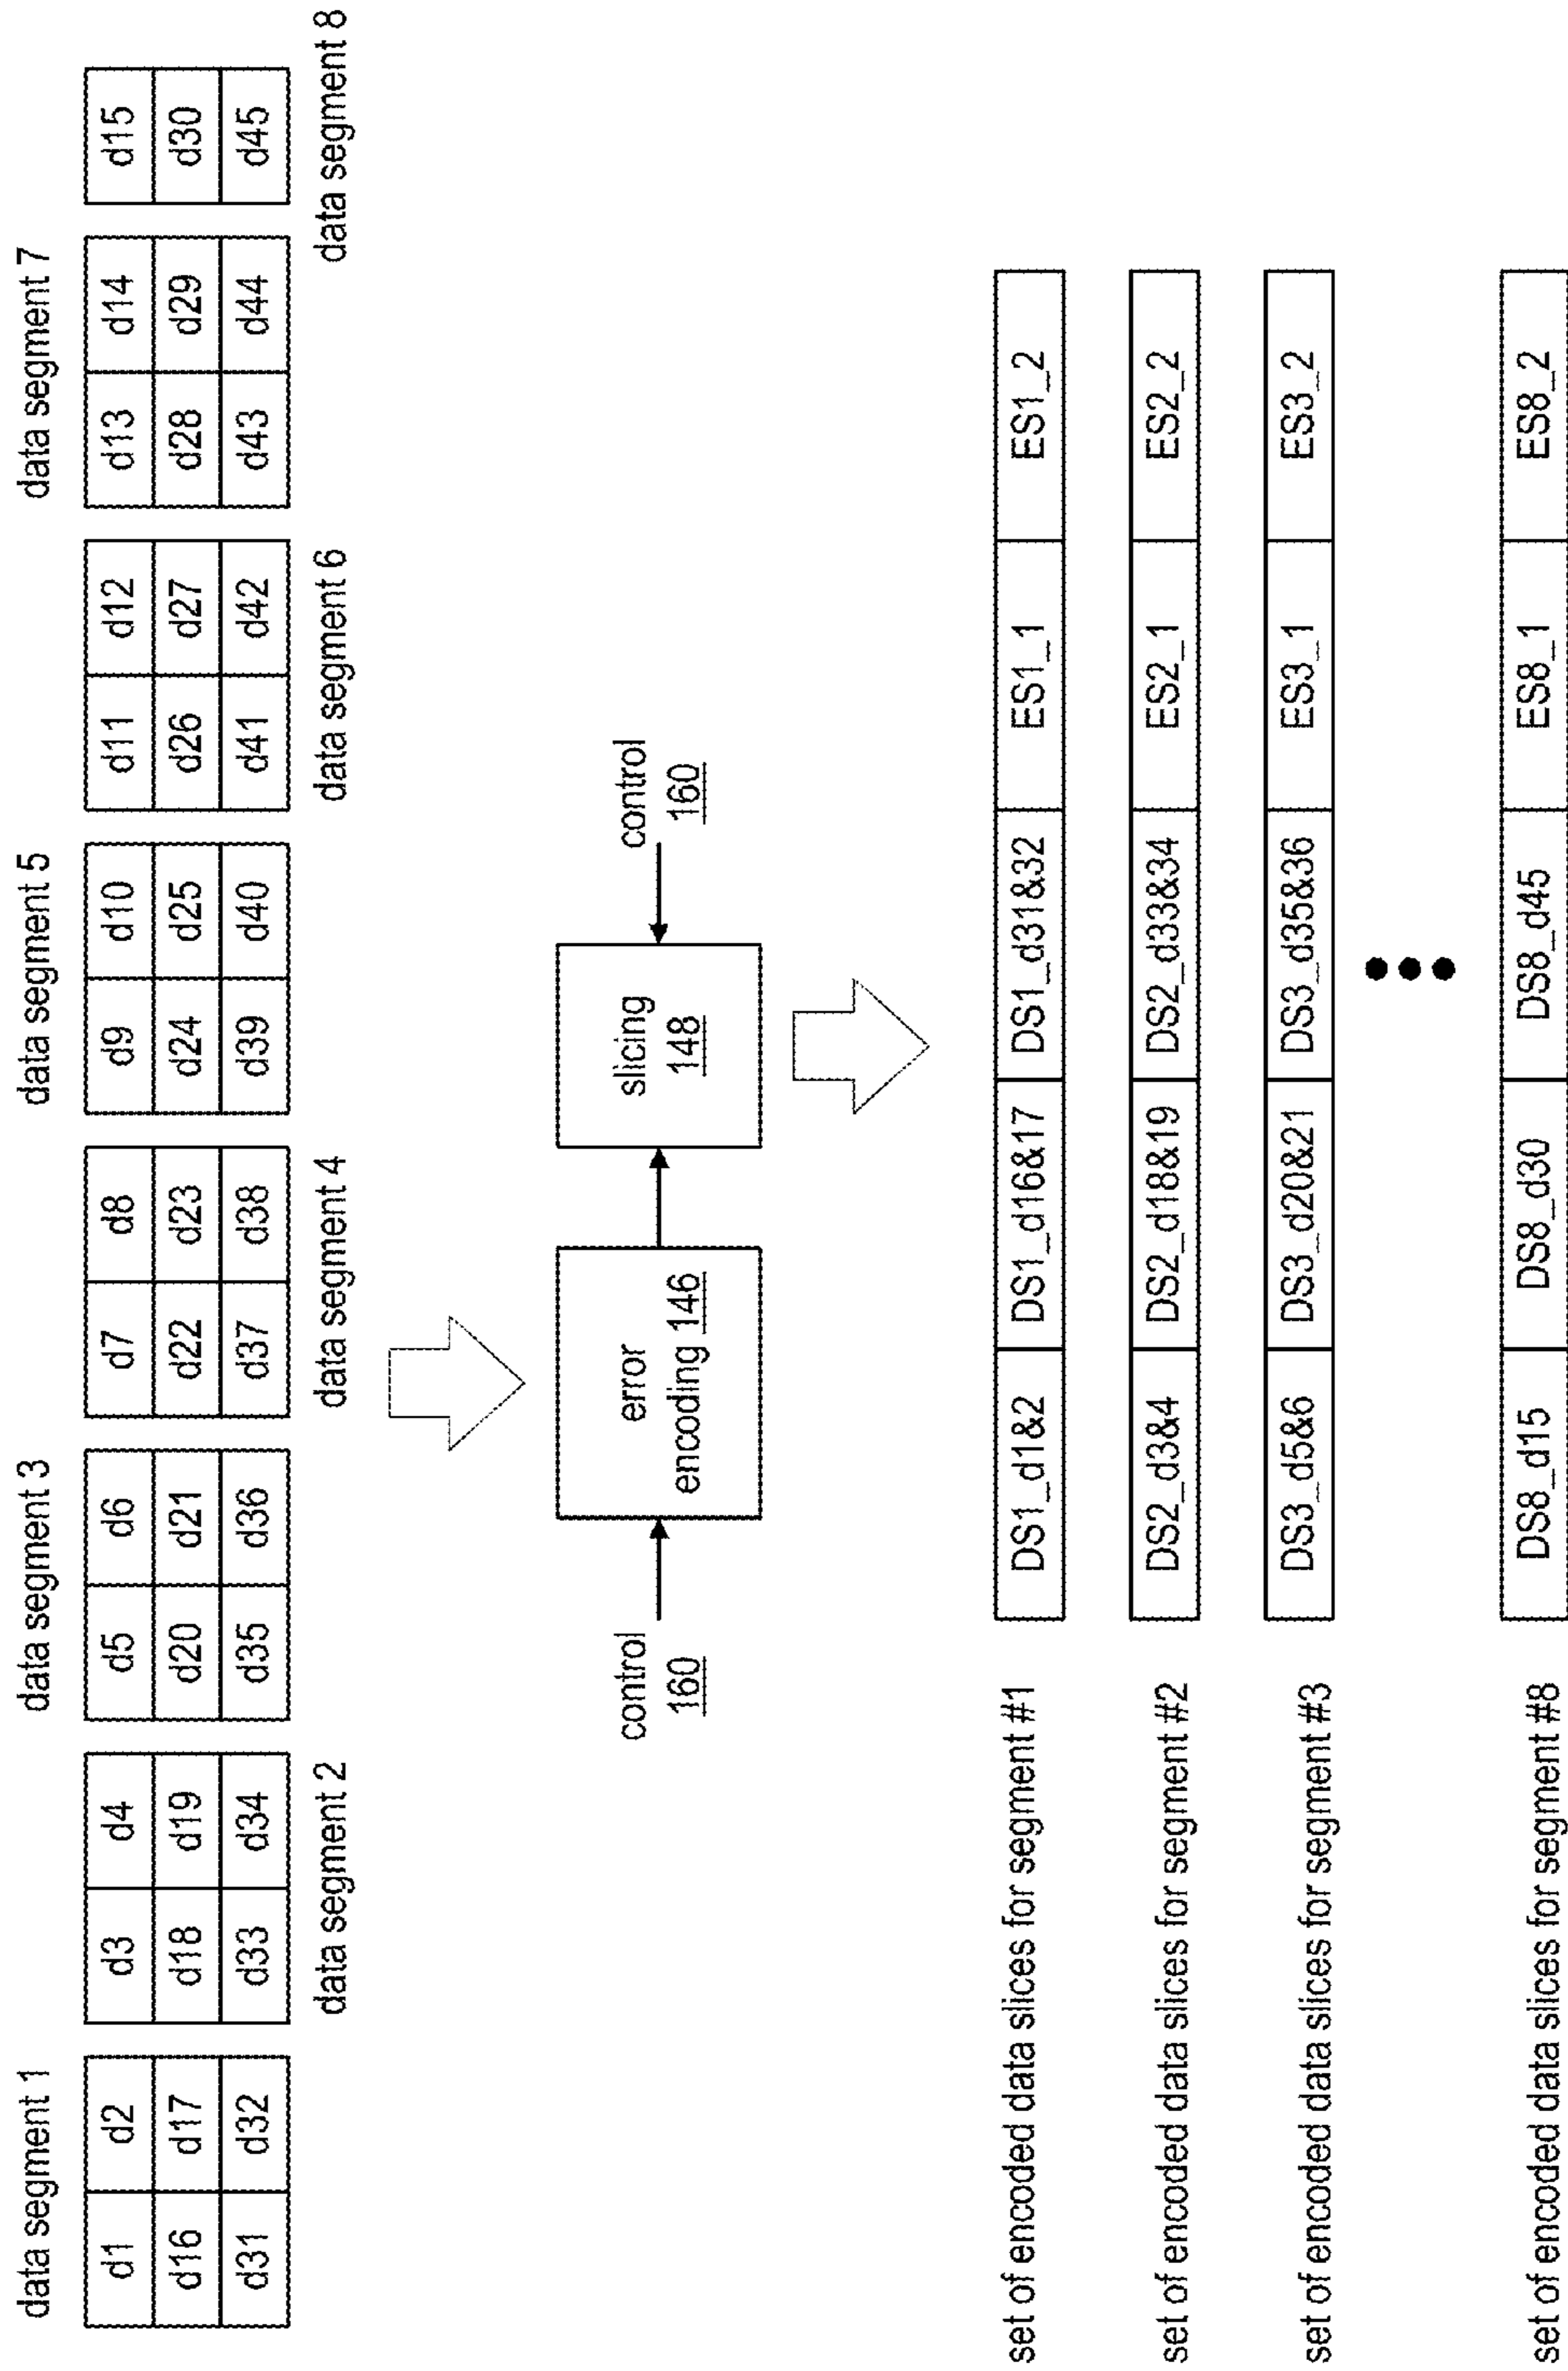 data segment 1
data segment 3
data segment 5
data segment 7
d1 d2 d3 d4 d5 d6 d7 d8 d9 d10 d11 d12 d13 d14 d15
d16 d17 d18 d19 d20 d21 d22 d23 d24 d25 d26 d27 d28 d29 d30
d31 d32 d33 d34 d35 d36 d37 d38 d39 d40 d41 d42 d43 d44 d45
data segment 2
data segment 4
data segment 6
data segment 8
control
160
error
encoding 146
slicing
148
control
160
set of encoded data slices for segment #1 DS1_d1&2 DS1_d16&17 DS1_d31&32 ES1_1 ES1_2
set of encoded data slices for segment #2 DS2_d3&4 DS2_d18&19 DS2_d33&34 ES2_1 ES2_2
set of encoded data slices for segment #3 DS3_d5&6 DS3_d20&21 DS3_d35&36 ES3_1 ES3_2
set of encoded data slices for segment #8 DS8_d15 DS8_d30 DS8_d45 ES8_1 ES8_2